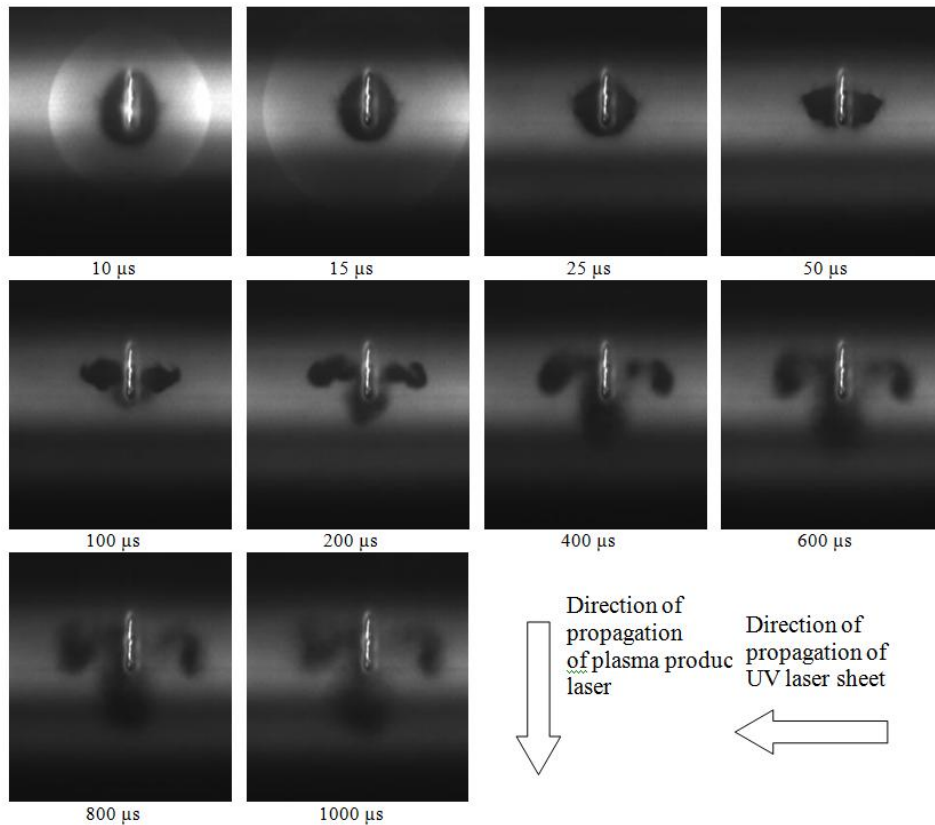 10 µs
15 µs
25 µs
50 µs
100 µs
200 µs
400 µs
600 µs
800 µs
1000 µs
Direction of
propagation
of plasma produc
laser
Direction of
propagation of
UV laser sheet